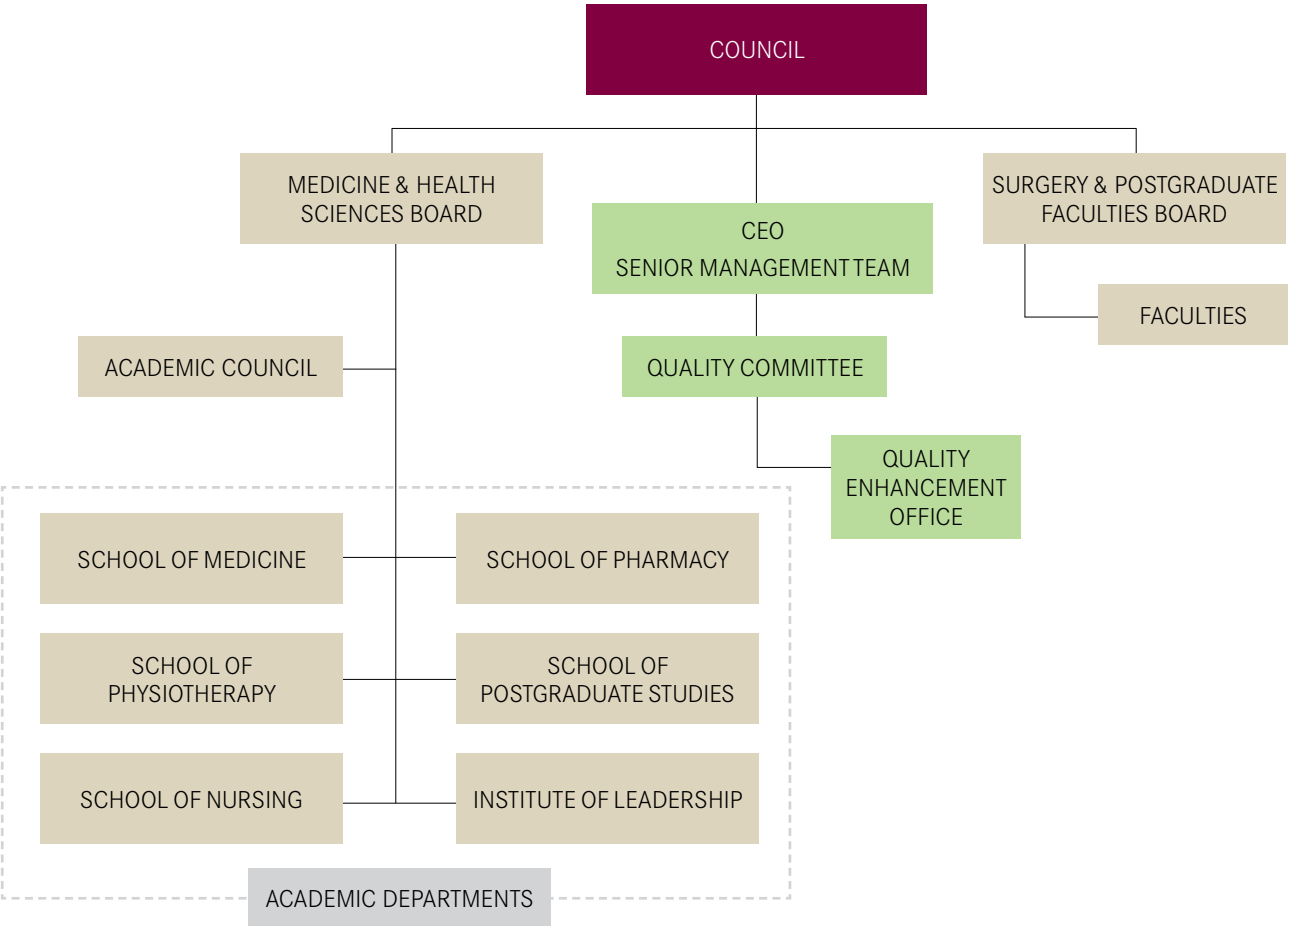 COUNCIL
MEDICINE & HEALTH
SCIENCES BOARD
CEO
SENIOR MANAGEMENT TEAM
SURGERY & POSTGRADUATE
FACULTIES BOARD
FACULTIES
ACADEMIC COUNCIL
QUALITY COMMITTEE
QUALITY
ENHANCEMENT
OFFICE
SCHOOL OF MEDICINE
SCHOOL OF PHARMACY
SCHOOL OF
PHYSIOTHERAPY
SCHOOL OF
POSTGRADUATE STUDIES
SCHOOL OF NURSING
INSTITUTE OF LEADERSHIP
ACADEMIC DEPARTMENTS